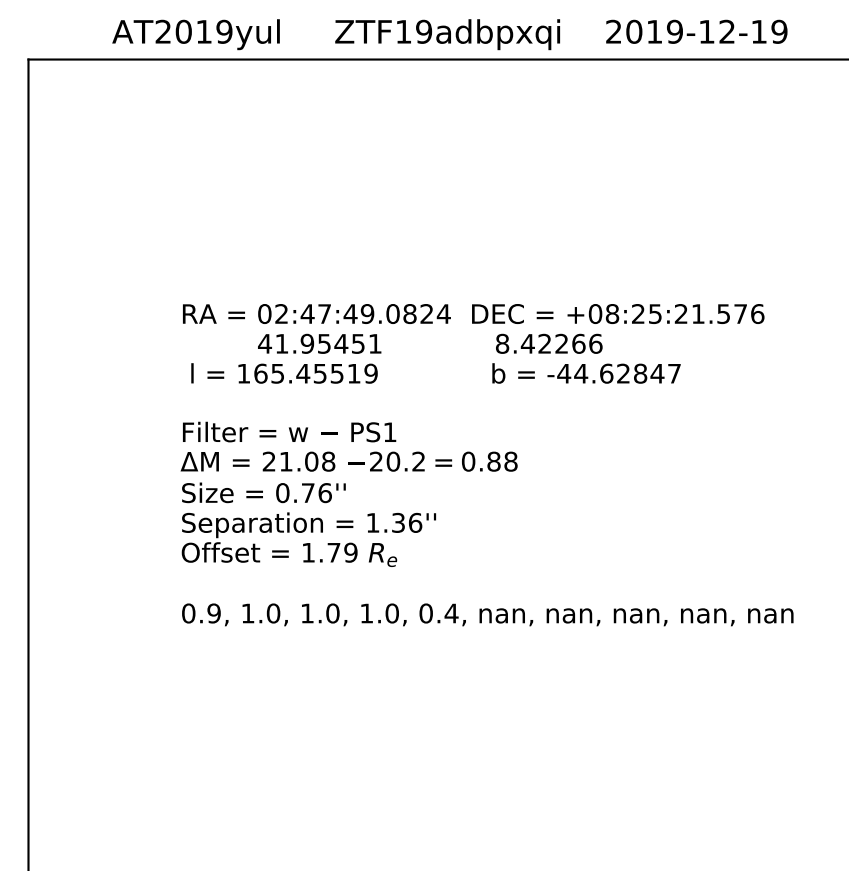 AT2019yul ZTF19adbpxqi 2019-12-19
RA = 02:47:49.0824 DEC = +08:25:21.576
41.95451 8.42266
l = 165.45519 b = -44.62847
Filter = w − PS1
ΔM = 21.08 −20.2 = 0.88
Size = 0.76''
Separation = 1.36''
Offset = 1.79 Rₑ
0.9, 1.0, 1.0, 1.0, 0.4, nan, nan, nan, nan, nan